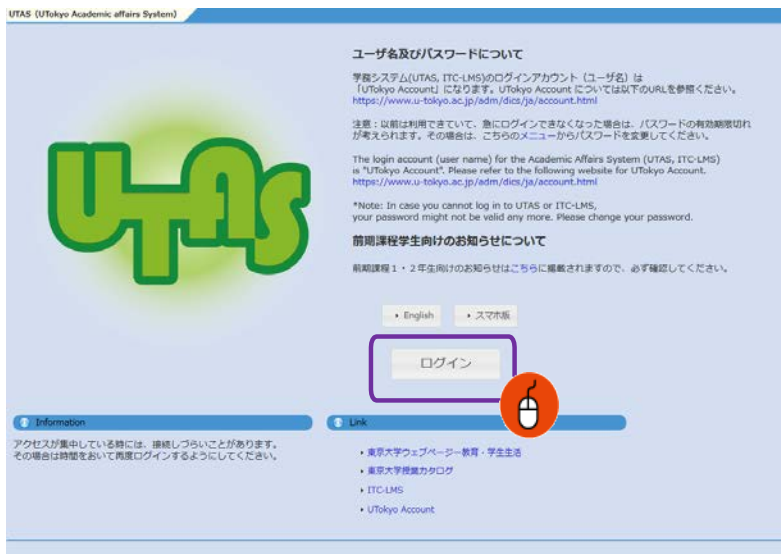 UTAS (UTokyo Academic affairs System)
UTAS
ユーザ名及びパスワードについて
学務システム(UTAS, ITC-LMS)のログインアカウント（ユーザ名）は
「UTokyo Account」になります。UTokyo Account については以下のURLを参照ください。
https://www.u-tokyo.ac.jp/adm/dics/ja/account.html
注意：以前は利用できていて、急にログインできなくなった場合は、パスワードの有効期限切れ
が考えられます。その場合は、こちらのメニューからパスワードを変更してください。
The login account (user name) for the Academic Affairs System (UTAS, ITC-LMS)
is "UTokyo Account". Please refer to the following website for UTokyo Account.
https://www.u-tokyo.ac.jp/adm/dics/ja/account.html
*Note: In case you cannot log in to UTAS or ITC-LMS,
your password might not be valid any more. Please change your password.
前期課程学生向けのお知らせについて
前期課程１・２年生向けのお知らせはこちらに掲載されますので、必ず確認してください。
English
スマホ版
ログイン
Information
アクセスが集中している時には、接続しづらいことがあります。
その場合は時間をおいて再度ログインするようにしてください。
Link
東京大学ウェブページー教育・学生生活
東京大学授業カタログ
ITC-LMS
UTokyo Account